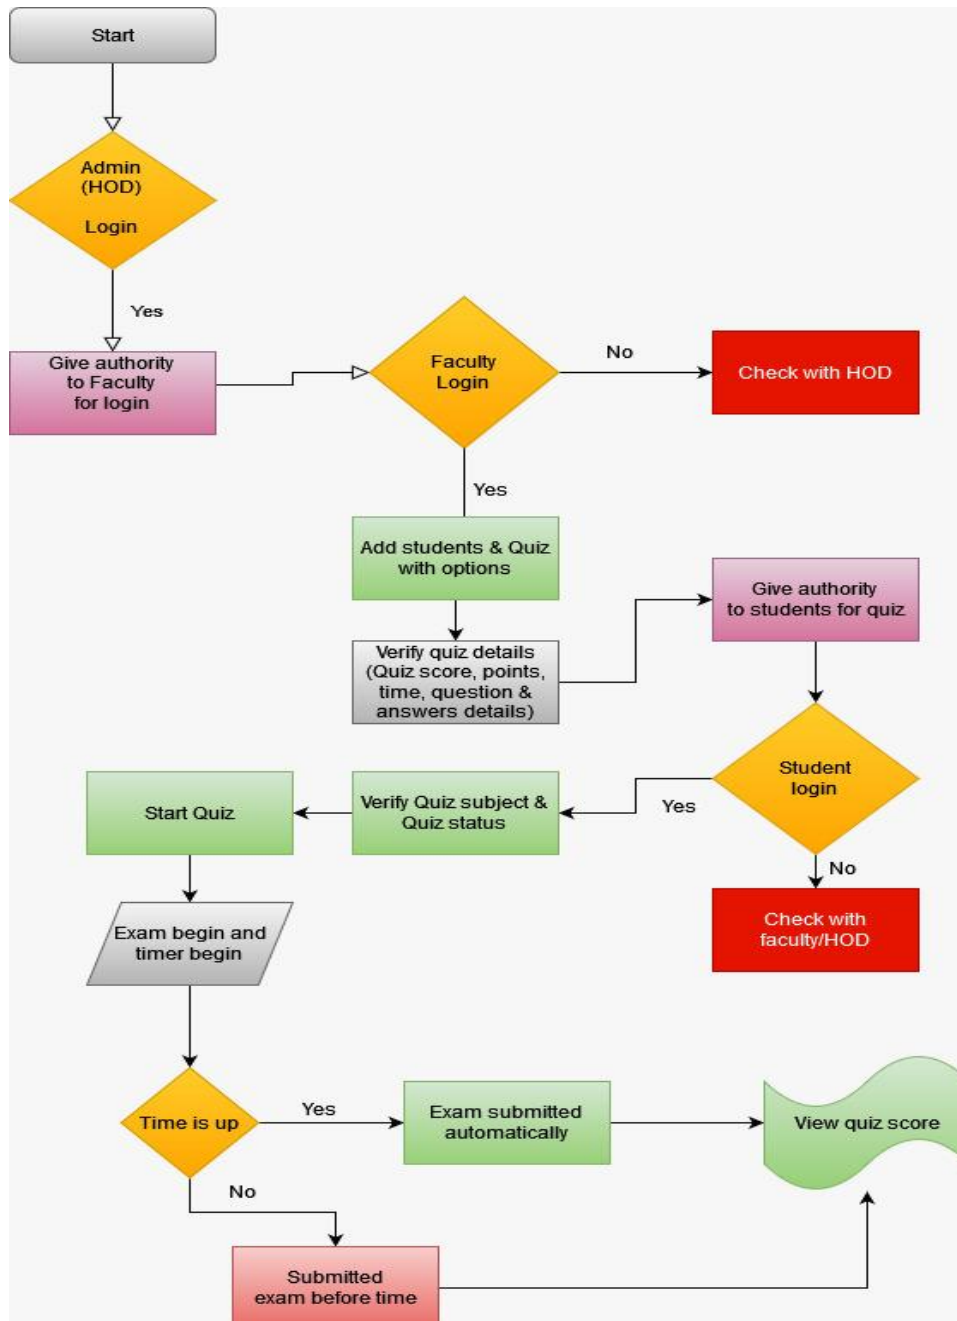 Start
Admin
(HOD)
Login
Yes
Give authority
to Faculty
for login
Faculty
Login
No
Check with HOD
Yes
Add students & Quiz
with options
Give authority
to students for quiz
Verify quiz details
(Quiz score, points,
time, question &
answers details)
Student
login
Yes
Verify Quiz subject &
Quiz status
Start Quiz
No
Check with
faculty/HOD
Exam begin and
timer begin
Time is up
Yes
Exam submitted
automatically
View quiz score
No
Submitted
exam before time